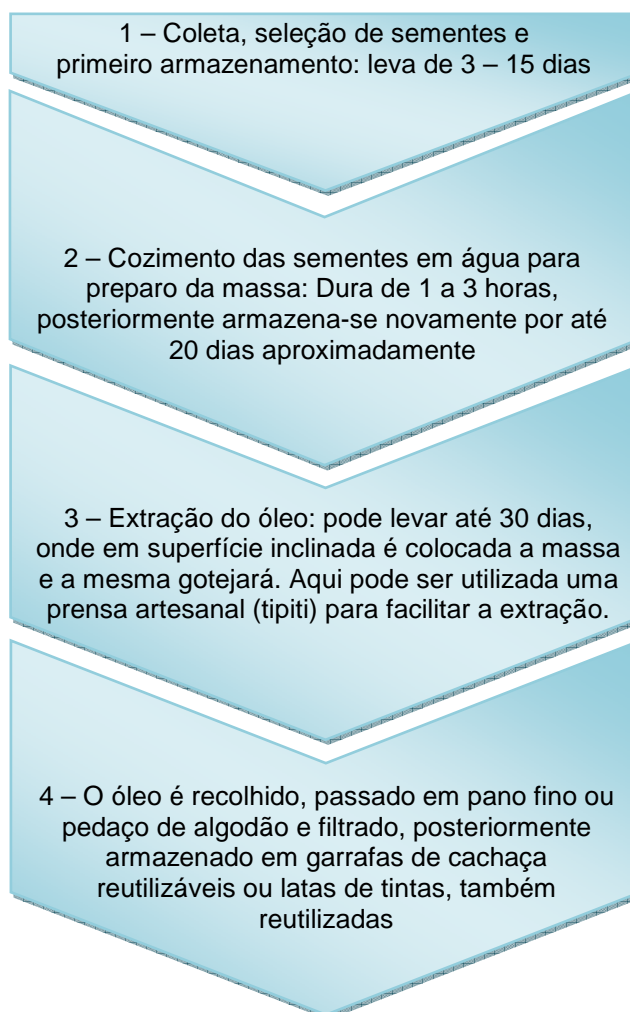 1 – Coleta, seleção de sementes e
primeiro armazenamento: leva de 3 – 15 dias
2 – Cozimento das sementes em água para
preparo da massa: Dura de 1 a 3 horas,
posteriormente armazena-se novamente por até
20 dias aproximadamente
3 – Extração do óleo: pode levar até 30 dias,
onde em superfície inclinada é colocada a massa
e a mesma gotejará. Aqui pode ser utilizada uma
prensa artesanal (tipiti) para facilitar a extração.
4 – O óleo é recolhido, passado em pano fino ou
pedaço de algodão e filtrado, posteriormente
armazenado em garrafas de cachaça
reutilizáveis ou latas de tintas, também
reutilizadas